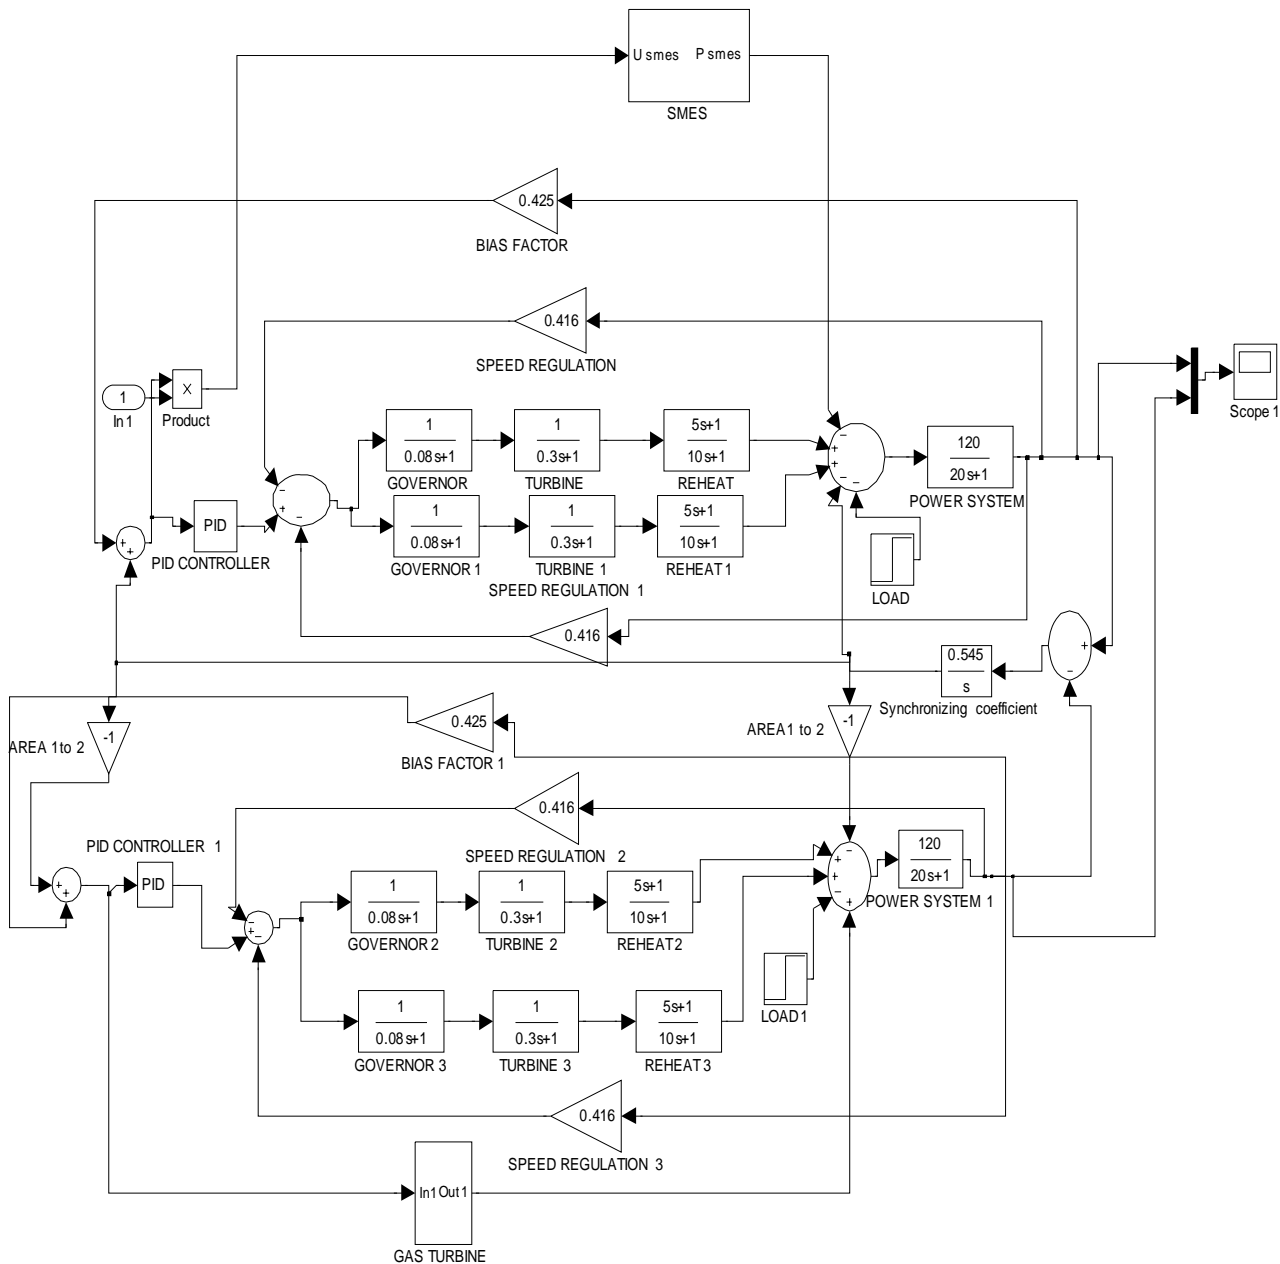 U smes P smes
SMES
0.425
BIAS FACTOR
0.416
SPEED REGULATION
1
In 1
X
Product
Scope 1
1
0.08s+1
GOVERNOR
1
0.3s+1
TURBINE
5s+1
10s+1
REHEAT
-
+
+
-
-
120
20s+1
POWER SYSTEM
-
+
-
PID
PID CONTROLLER
+
+
1
0.08s+1
GOVERNOR 1
1
0.3s+1
TURBINE 1
5s+1
10s+1
REHEAT 1
SPEED REGULATION 1
LOAD
0.416
+
-
0.545
s
Synchronizing coefficient
-1
AREA 1 to 2
0.425
BIAS FACTOR 1
-1
AREA1 to 2
0.416
SPEED REGULATION 2
PID CONTROLLER 1
PID
+
+
-
+
-
1
0.08s+1
GOVERNOR 2
1
0.3s+1
TURBINE 2
5s+1
10s+1
REHEAT2
-
+
+
-
+
120
20s+1
POWER SYSTEM 1
LOAD1
1
0.08s+1
GOVERNOR 3
1
0.3s+1
TURBINE 3
5s+1
10s+1
REHEAT3
0.416
SPEED REGULATION 3
In1 Out1
GAS TURBINE